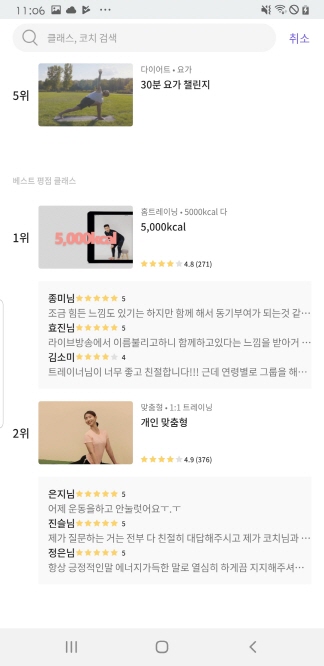 11:06
클래스, 코치 검색
취소
5위
다이어트 • 요가
30분 요가 챌린지
베스트 평점 클래스
1위
5,000kcal
홈트레이닝 • 5000kcal 다
5,000kcal
4.8 (271)
종미님 5
조금 힘든 느낌도 있기는 하지만 함께 해서 동기부여가 되는것 같…
효진님 5
라이브방송에서 이름불리고하니 함께하고있다는 느낌을 받아거 …
김소미 4
트레이너님이 너무 좋고 친절합니다!!! 근데 연령별로 그룹을 해…
2위
맞춤형 • 1:1 트레이닝
개인 맞춤형
4.9 (376)
은지님 5
어제 운동을하고 안눌럿어요ㅜ.ㅜ
진슬님 5
제가 질문하는 거는 전부 다 친절히 대답해주시고 제가 코치님과 …
정은님 5
항상 긍정적인말 에너지가득한 말로 열심히 하게끔 지지해주셔…